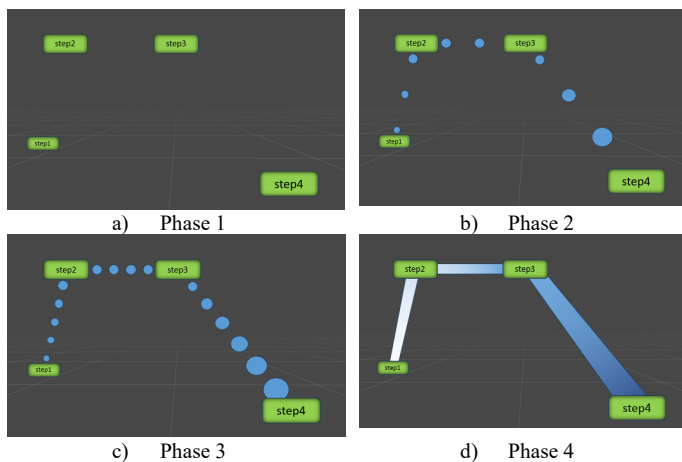 step2 step3
step1
step4
a) Phase 1
step2 step3
step1
step4
b) Phase 2
step2 step3
step1
step4
c) Phase 3
step2 step3
step1
step4
d) Phase 4